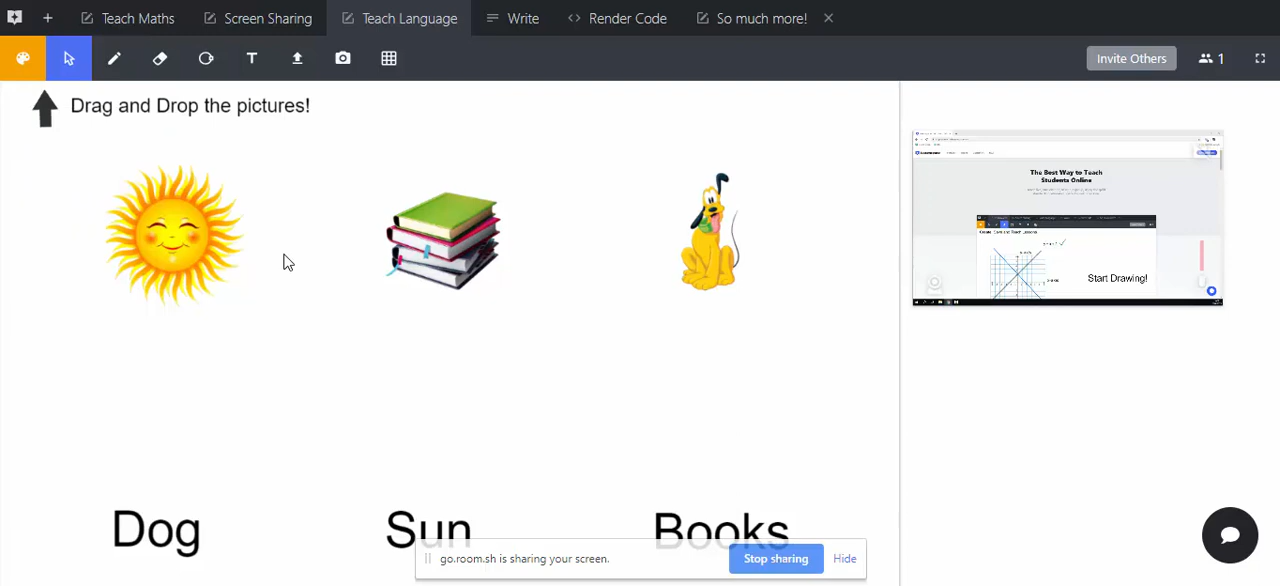 Teach Maths
Screen Sharing
Teach Language
Write
Render Code
So much more!
T
Invite Others
1
Drag and Drop the pictures!
The Best Way to Teach
Students Online
Start Drawing!
Dog
Sun
Books
go.room.sh is sharing your screen.
Stop sharing
Hide